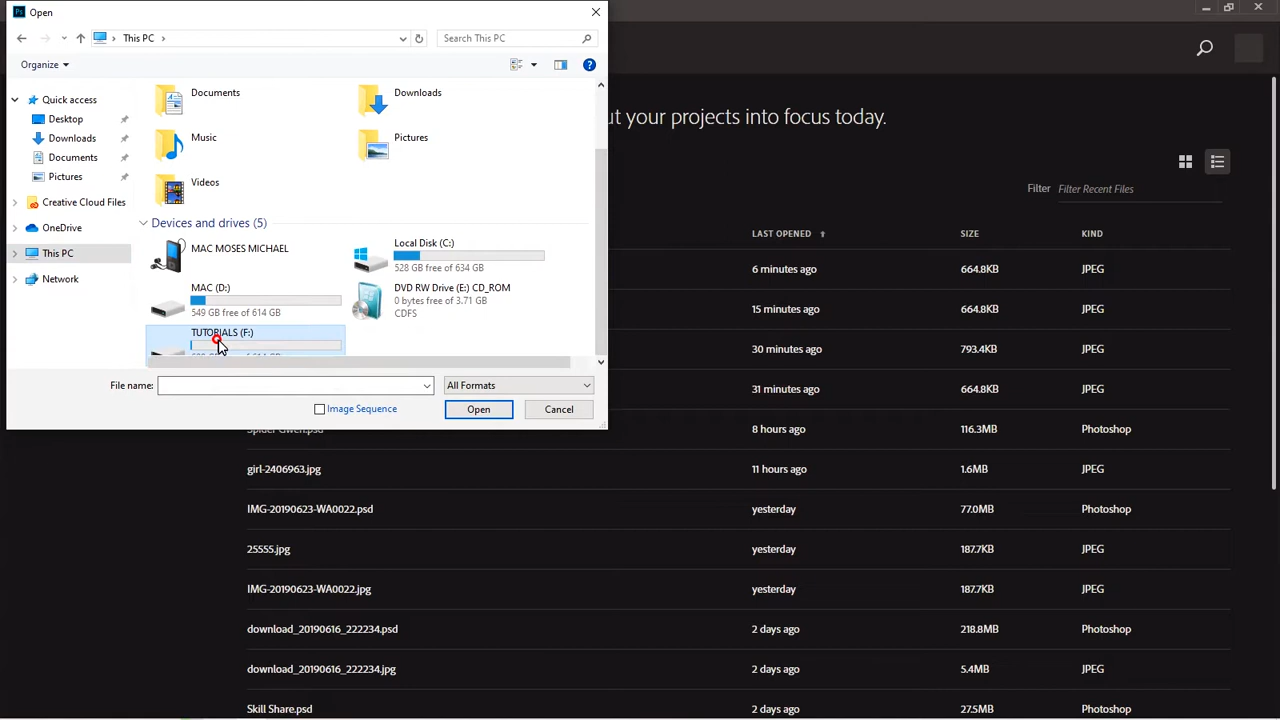 Open
This PC
Search This PC
Organize
ut your projects into focus today.
Quick access
Desktop
Downloads
Documents
Pictures
Creative Cloud Files
OneDrive
This PC
Network
Documents
Downloads
Music
Pictures
Videos
Devices and drives (5)
MAC MOSES MICHAEL
Local Disk (C:)
528 GB free of 634 GB
MAC (D:)
549 GB free of 614 GB
DVD RW Drive (E:) CD_ROM
0 bytes free of 3.71 GB
CDFS
TUTORIALS (F:)
File name:
All Formats
Image Sequence
Open
Cancel
Filter Filter Recent Files
LAST OPENED SIZE KIND
6 minutes ago 664.8KB JPEG
15 minutes ago 664.8KB JPEG
30 minutes ago 793.4KB JPEG
31 minutes ago 664.8KB JPEG
Spider Gwen.psd 8 hours ago 116.3MB Photoshop
girl-2406963.jpg 11 hours ago 1.6MB JPEG
IMG-20190623-WA0022.psd yesterday 77.0MB Photoshop
25555.jpg yesterday 187.7KB JPEG
IMG-20190623-WA0022.jpg yesterday 187.7KB JPEG
download_20190616_222234.psd 2 days ago 218.8MB Photoshop
download_20190616_222234.jpg 2 days ago 5.4MB JPEG
Skill Share.psd 2 days ago 27.5MB Photoshop